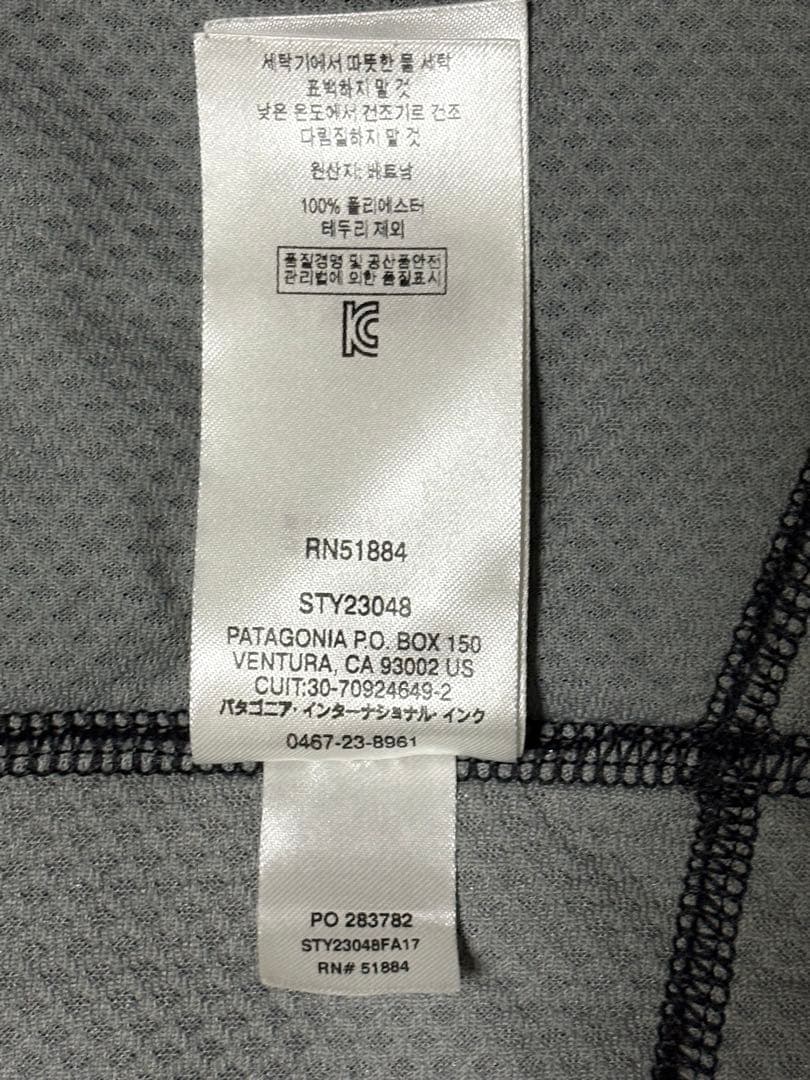 세탁기에서 따뜻한 물 세탁
표백하지 말 것
낮은 온도에서 건조기로 건조
다림질하지 말 것
원산지: 베트남
100% 폴리에스터
테두리 제외
품질경영 및 공산품안전
관리법에 의한 품질표시
KC
RN51884
STY23048
PATAGONIA P.O. BOX 150
VENTURA, CA 93002 US
CUIT:30-70924649-2
パタゴニア・インターナショナル・インク
0467-23-8961
PO 283782
STY23048FA17
RN# 51884